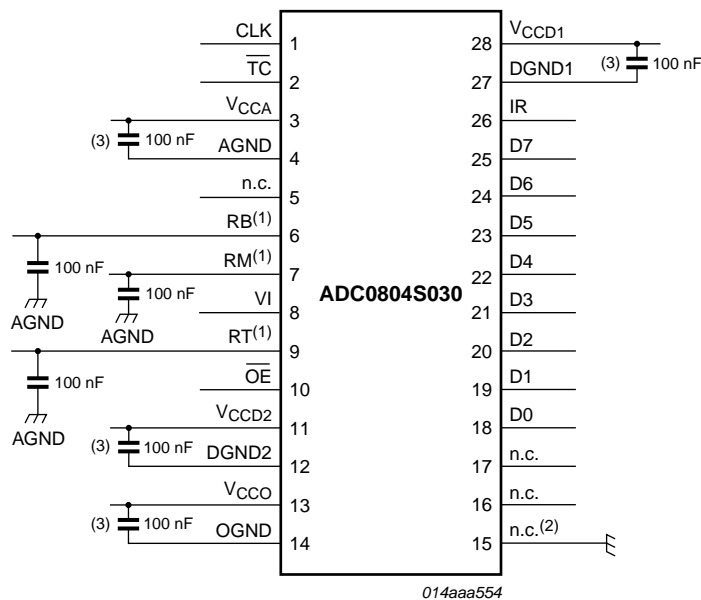 CLK 1
TC 2
VCCA 3
(3) 100 nF
AGND 4
n.c. 5
RB(1) 6
100 nF
AGND
RM(1) 7
100 nF
AGND
VI 8
RT(1) 9
100 nF
AGND
OE 10
VCCD2 11
(3) 100 nF
DGND2 12
VCCO 13
(3) 100 nF
OGND 14
ADC0804S030
28 VCCD1
(3) 100 nF
27 DGND1
26 IR
25 D7
24 D6
23 D5
22 D4
21 D3
20 D2
19 D1
18 D0
17 n.c.
16 n.c.
15 n.c.(2)
014aaa554